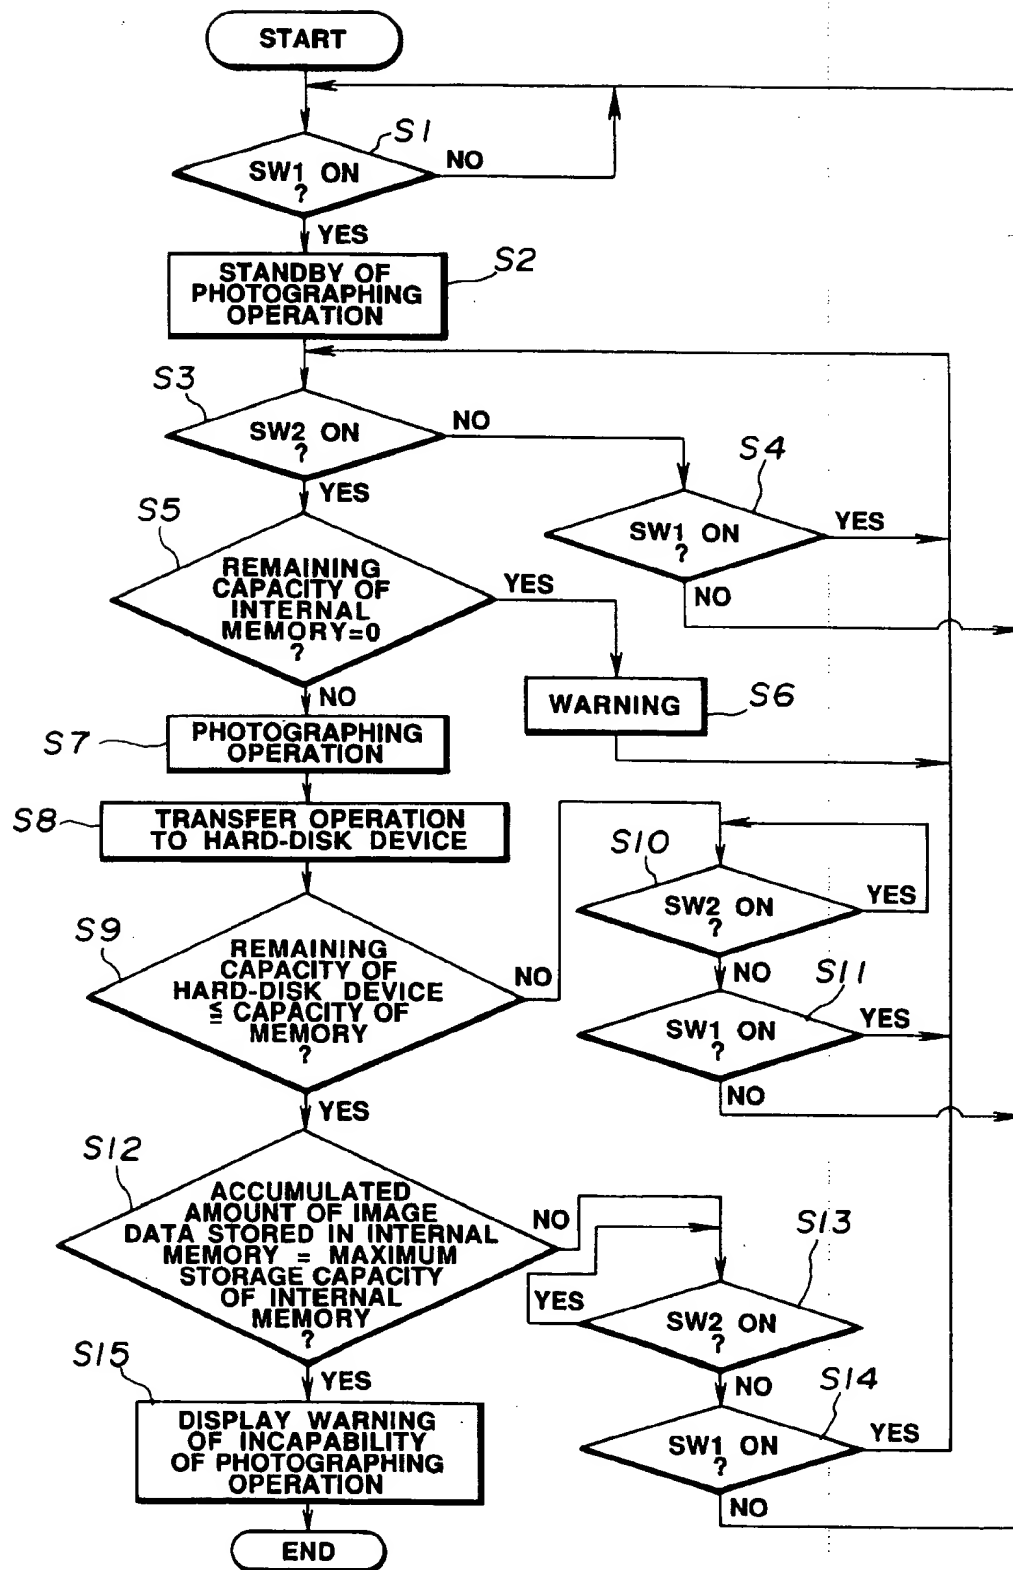 START
S1
SW1 ON
?
NO
YES
S2
STANDBY OF
PHOTOGRAPHING
OPERATION
S3
SW2 ON
?
NO
YES
S4
SW1 ON
?
YES
NO
S5
REMAINING
CAPACITY OF
INTERNAL
MEMORY=0
?
YES
NO
WARNING
S6
S7
PHOTOGRAPHING
OPERATION
S8
TRANSFER OPERATION
TO HARD-DISK DEVICE
S9
REMAINING
CAPACITY OF
HARD-DISK DEVICE
≦ CAPACITY OF
MEMORY
?
NO
YES
S10
SW2 ON
?
YES
NO
S11
SW1 ON
?
YES
NO
S12
ACCUMULATED
AMOUNT OF IMAGE
DATA STORED IN INTERNAL
MEMORY = MAXIMUM
STORAGE CAPACITY
OF INTERNAL
MEMORY
?
NO
YES
S13
YES
SW2 ON
?
NO
S14
SW1 ON
?
YES
NO
S15
DISPLAY WARNING
OF INCAPABILITY
OF PHOTOGRAPHING
OPERATION
END